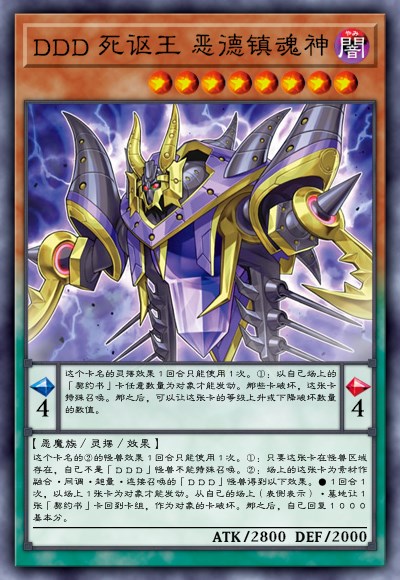 DDD 死讴王 恶德镇魂神
やみ
闇
这个卡名的灵摆效果1回合只能使用1次。①：以自己场上的
「契约书」卡任意数量为对象才能发动。那些卡破坏，这张卡
特殊召唤。那之后，可以让这张卡的等级上升或下降破坏数量
的数值。
4
4
【恶魔族／灵摆／效果】
这个卡名的②的怪兽效果1回合只能使用1次。①：只要这张卡在怪兽区域
存在，自己不是「DDD」怪兽不能特殊召唤。②：场上的这张卡为素材作
融合·同调·超量·连接召唤的「DDD」怪兽得到以下效果。●1回合1
次，以场上1张卡为对象才能发动。从自己的场上（表侧表示）·墓地让1
张「契约书」卡回到卡组，作为对象的卡破坏。那之后，自己回复1000
基本分。
ATK/2800 DEF/2000